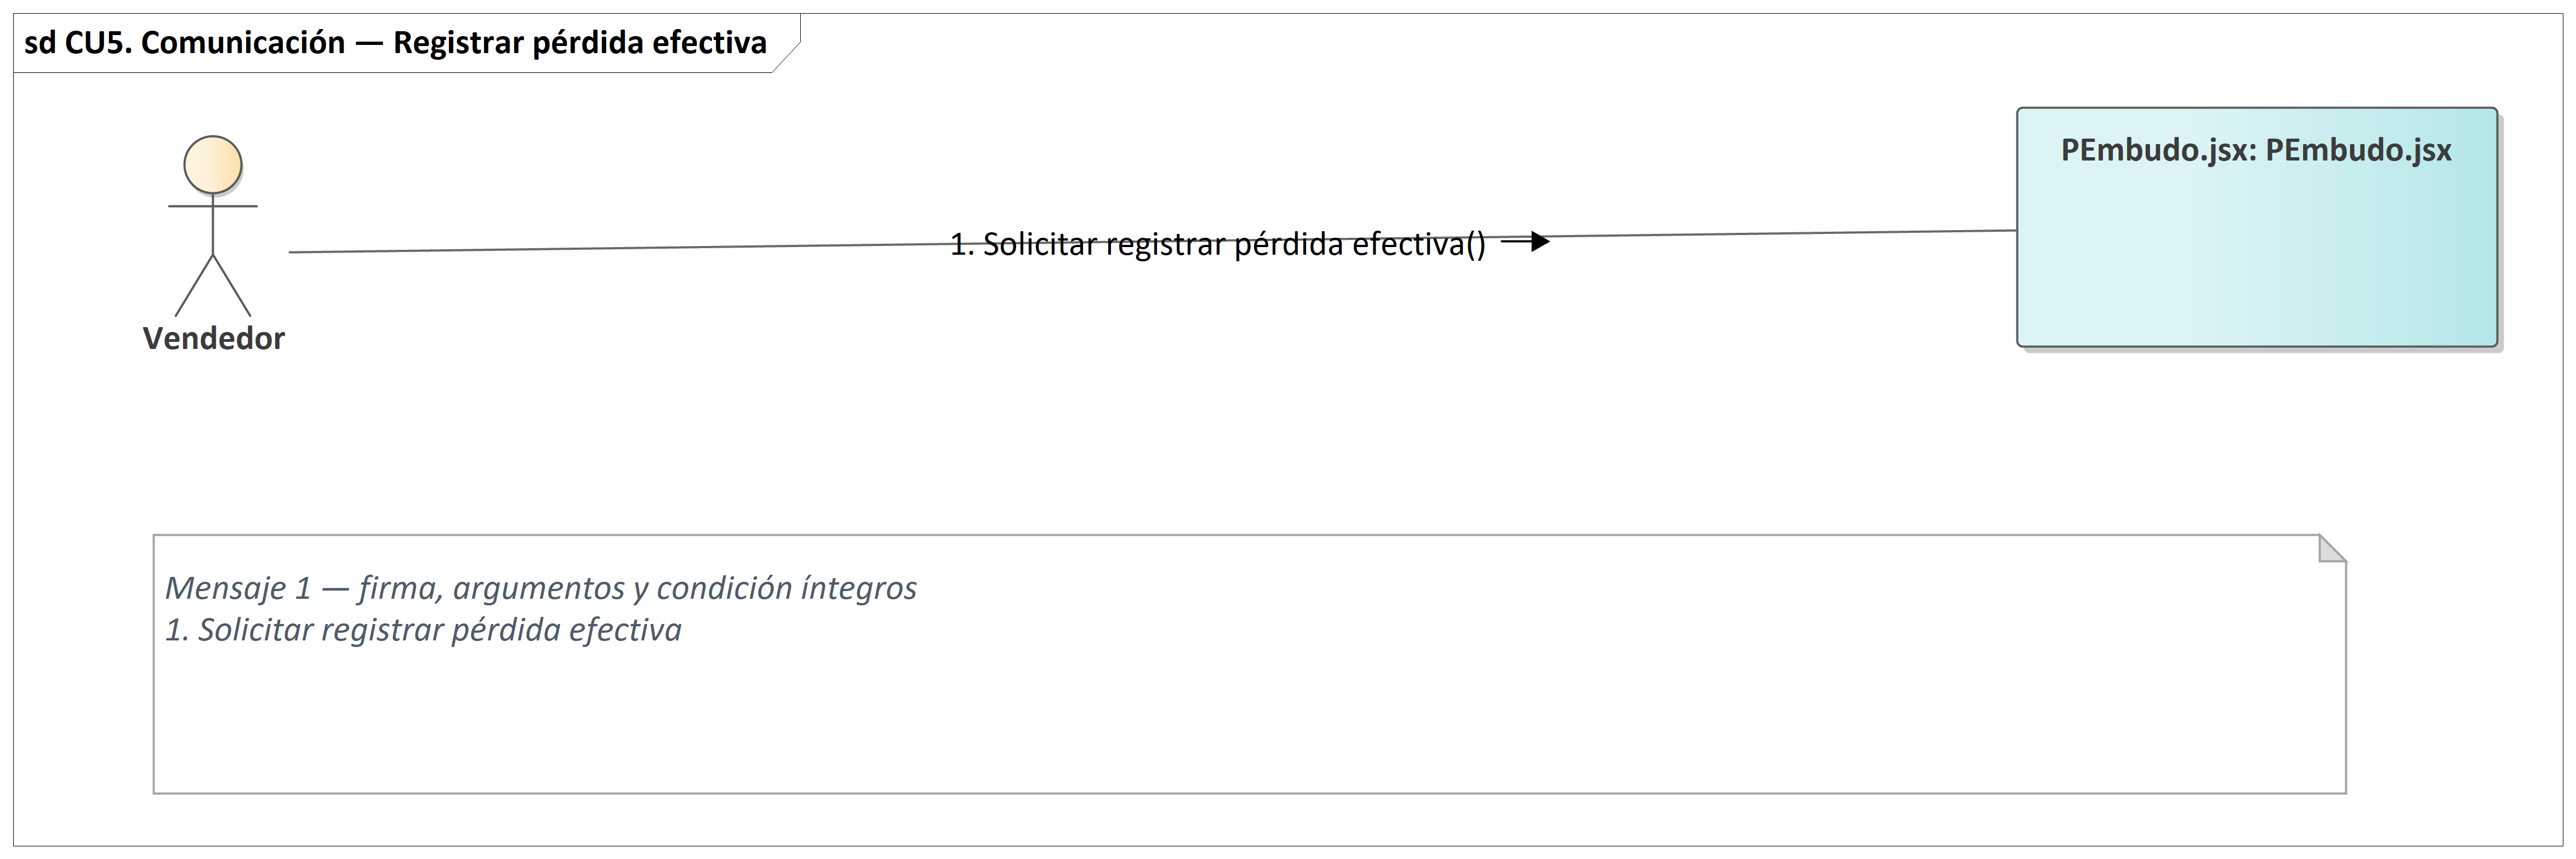 sd CU5. Comunicación — Registrar pérdida efectiva
PEmbudo.jsx: PEmbudo.jsx
1. Solicitar registrar pérdida efectiva()
Vendedor
Mensaje 1 — firma, argumentos y condición íntegros
1. Solicitar registrar pérdida efectiva